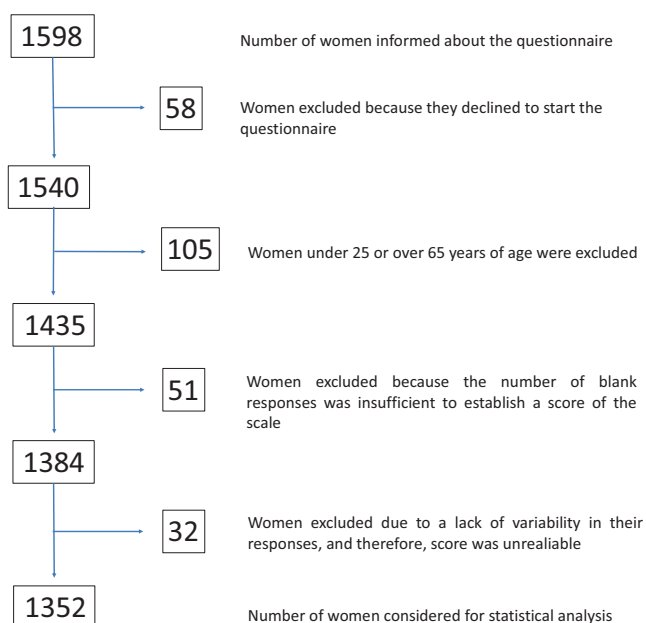 1598
Number of women informed about the questionnaire
58
Women excluded because they declined to start the
questionnaire
1540
105
Women under 25 or over 65 years of age were excluded
1435
51
Women excluded because the number of blank
responses was insufficient to establish a score of the
scale
1384
32
Women excluded due to a lack of variability in their
responses, and therefore, score was unrealiable
1352
Number of women considered for statistical analysis